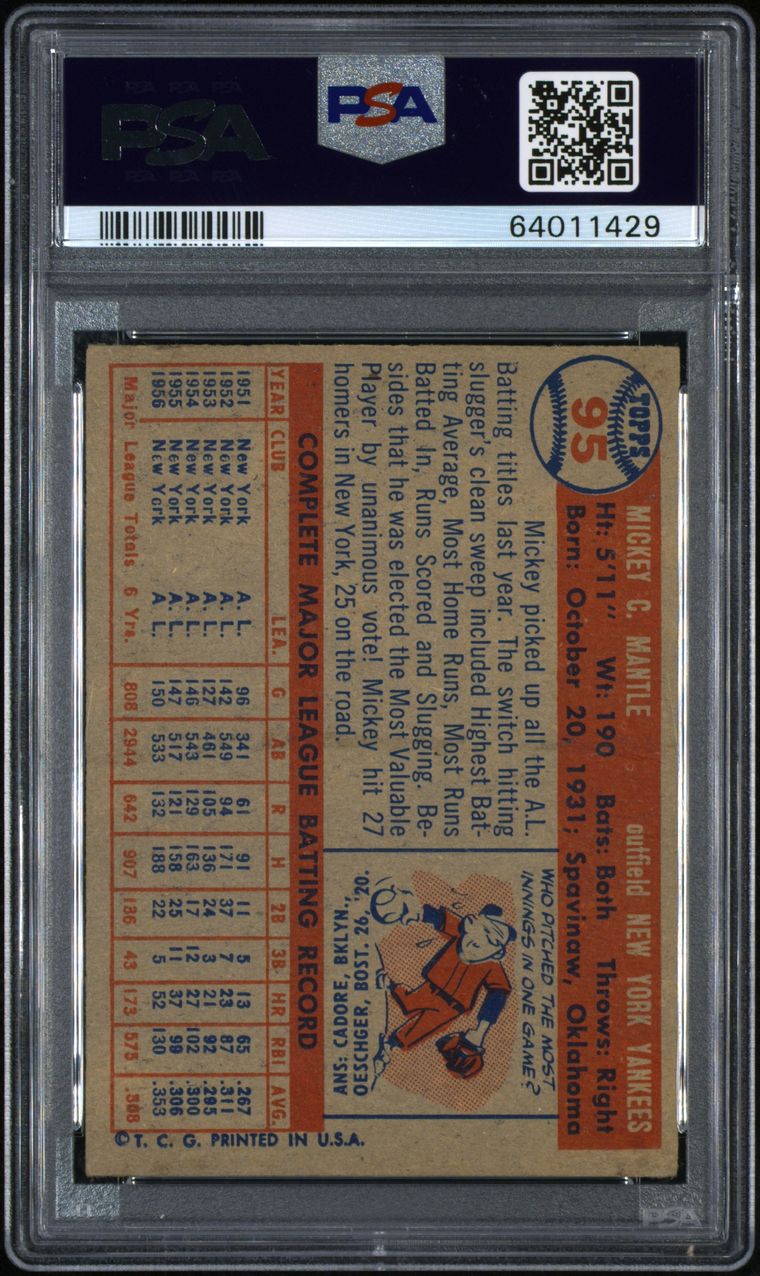 PSA
PSA
64011429
TOPPS
95
MICKEY C. MANTLE outfield NEW YORK YANKEES
Ht: 5'11" Wt: 190 Bats: Both Throws: Right
Born: October 20, 1931; Spavinaw, Oklahoma
Mickey picked up all the A.L.
Batting titles last year. The switch hitting
slugger's clean sweep included Highest Bat-
ting Average, Most Home Runs, Most Runs
Batted In, Runs Scored and Slugging. Be-
sides that he was elected the Most Valuable
Player by unanimous vote! Mickey hit 27
homers in New York, 25 on the road.
WHO PITCHED THE MOST
INNINGS IN ONE GAME?
ANS: CADORE, BKLYN.,
OESCHGER, BOST. 26, '20.
COMPLETE MAJOR LEAGUE BATTING RECORD
YEAR CLUB LEA. G AB R H 2B 3B HR RBI AVG.
1951 New York A. L. 96 341 61 91 11 5 13 65 .267
1952 New York A. L. 142 549 94 171 37 7 23 87 .311
1953 New York A. L. 127 461 105 136 24 3 21 92 .295
1954 New York A. L. 146 543 129 163 17 12 27 102 .300
1955 New York A. L. 147 517 121 158 25 11 37 99 .306
1956 New York A. L. 150 533 132 188 22 5 52 130 .353
Major League Totals 6 Yrs. 808 2944 642 907 136 43 173 575 .308
© T. C. G. PRINTED IN U.S.A.
PSA